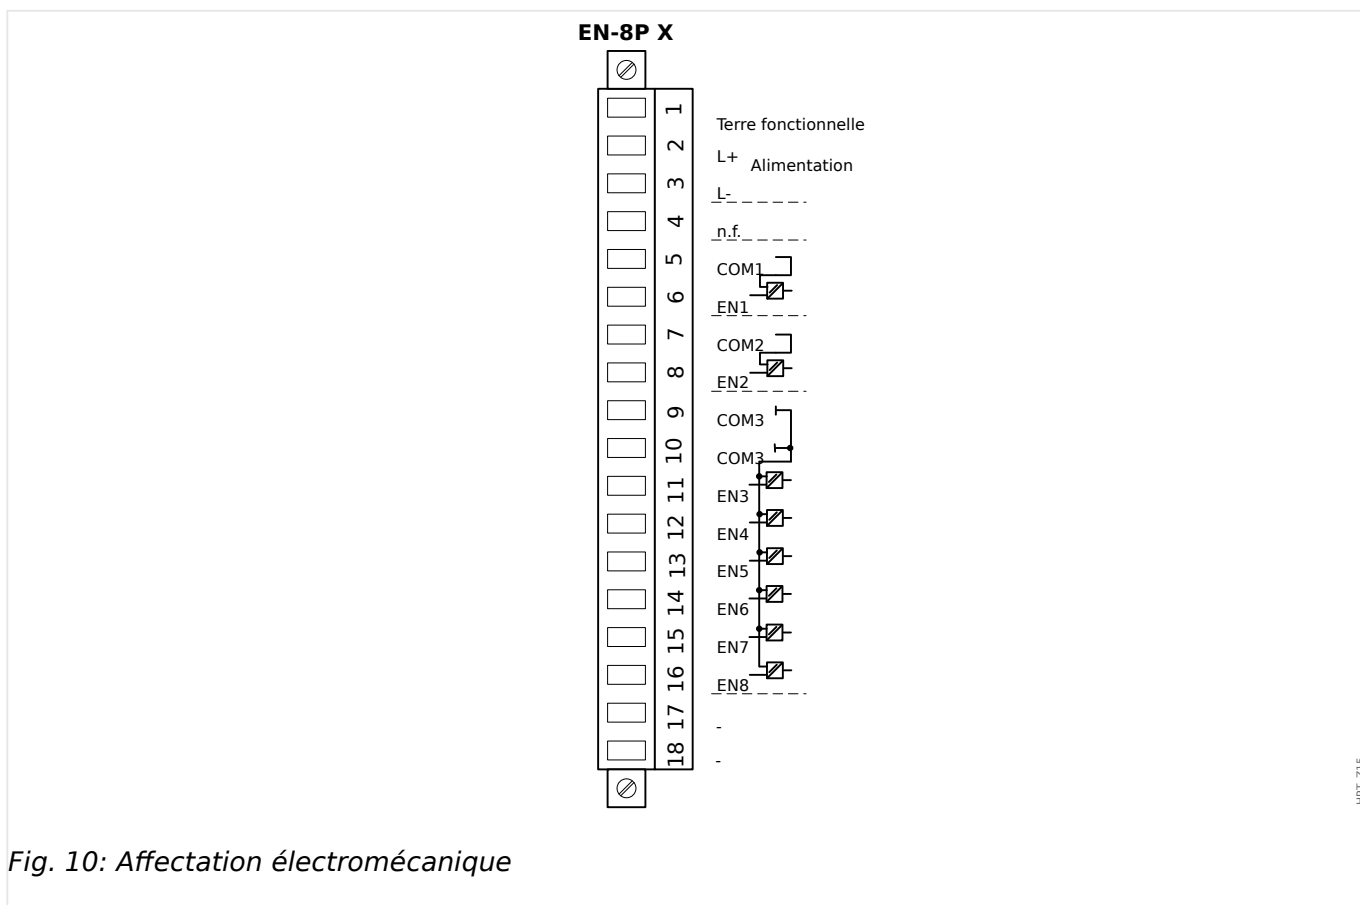 EN-8P X
1
Terre fonctionnelle
2
L+
Alimentation
3
L-
4
n.f.
5
COM1
6
EN1
7
COM2
8
EN2
9
COM3
10
COM3
11
EN3
12
EN4
13
EN5
14
EN6
15
EN7
16
EN8
17
-
18
-
Fig. 10: Affectation électromécanique